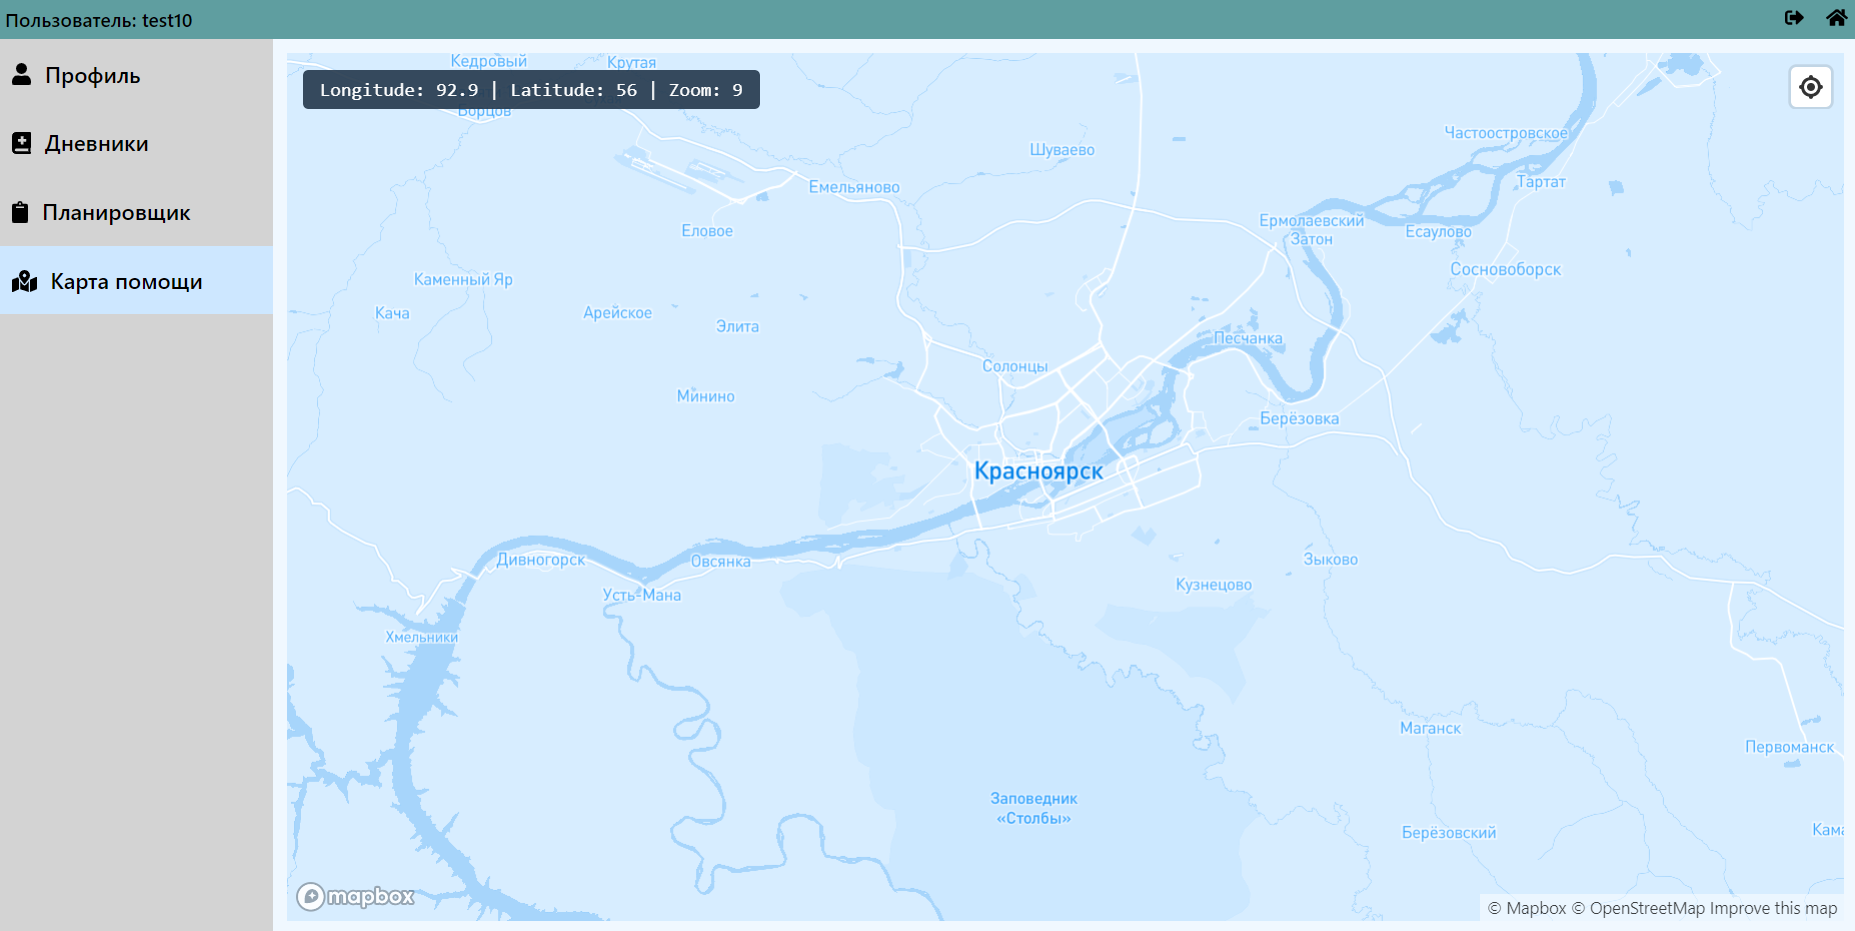 Пользователь: test10
Профиль
Дневники
Планировщик
Карта помощи
Longitude: 92.9 | Latitude: 56 | Zoom: 9
Кедровый
Крутая
Борцов
Частоостровское
Шуваево
Тартат
Емельяново
Ермолаевский
Затон
Есаулово
Еловое
Сосновоборск
Каменный Яр
Кача
Арейское
Элита
Песчанка
Солонцы
Минино
Берёзовка
Красноярск
Дивногорск
Овсянка
Зыково
Усть-Мана
Кузнецово
Хмельники
Маганск
Первоманск
Заповедник
«Столбы»
Берёзовский
Кама
mapbox
© Mapbox © OpenStreetMap Improve this map